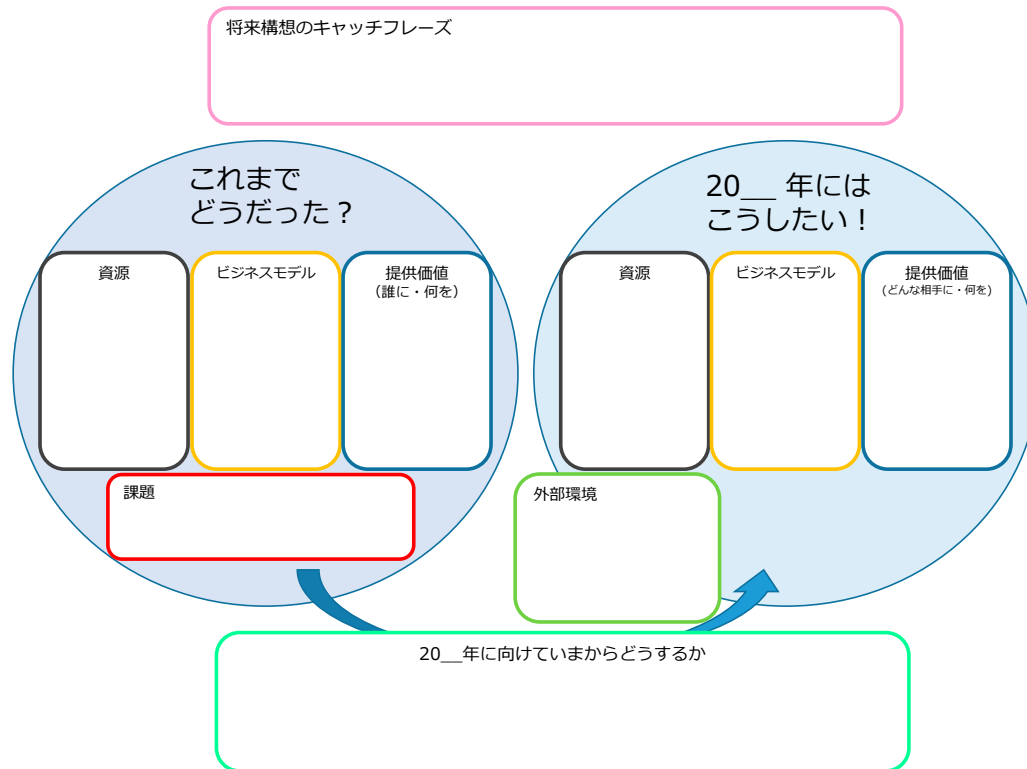 将来構想のキャッチフレーズ
これまで
どうだった？
資源
ビジネスモデル
提供価値
（誰に・何を）
課題
20__ 年には
こうしたい！
資源
ビジネスモデル
提供価値
(どんな相手に・何を)
外部環境
20__年に向けていまからどうするか